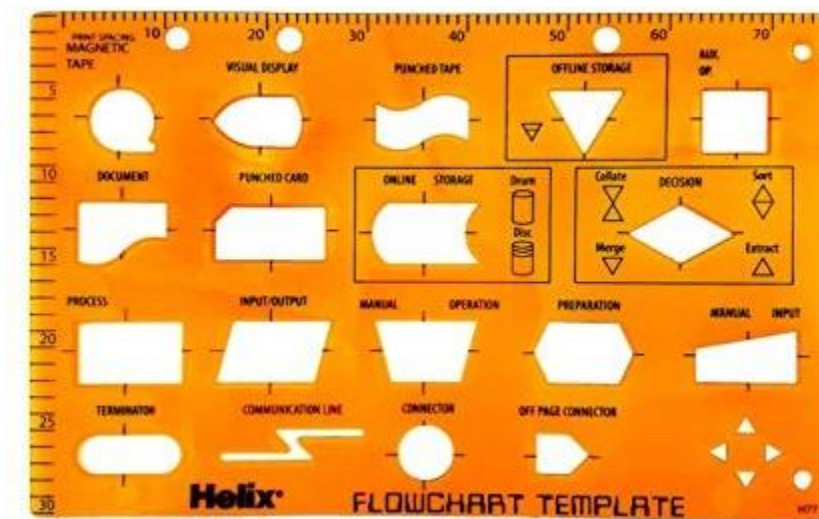 10 20 30 40 50 60 70
PRINT SPACING
MAGNETIC
TAPE
VISUAL DISPLAY
PUNCHED TAPE
OFFLINE STORAGE
AUX.
OP.
5
10
DOCUMENT
PUNCHED CARD
ONLINE STORAGE
Drum
Disc
Collate
DECISION
Sort
Merge
Extract
15
PROCESS
INPUT/OUTPUT
MANUAL OPERATION
PREPARATION
MANUAL INPUT
20
25
TERMINATOR
COMMUNICATION LINE
CONNECTOR
OFF PAGE CONNECTOR
30
Helix
FLOWCHART TEMPLATE